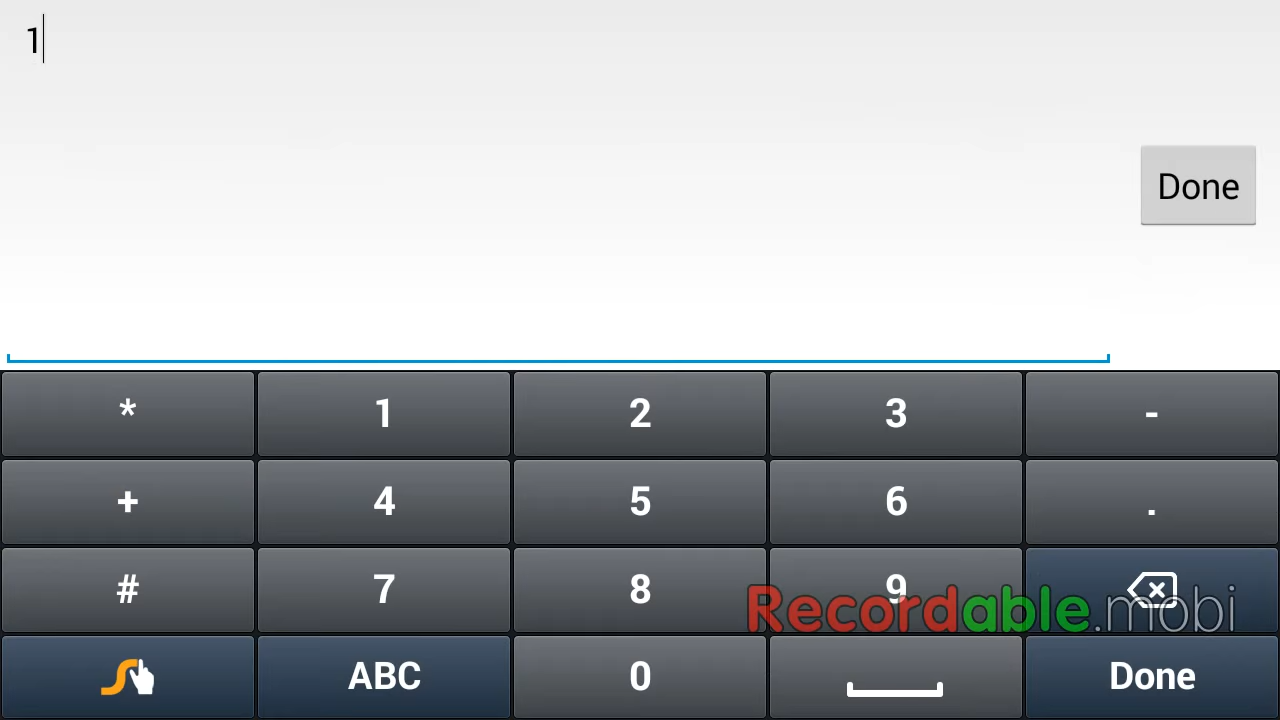 1
Done
* 1 2 3 -
+ 4 5 6 .
# 7 8 9
Recordable.mobi
ABC 0 Done